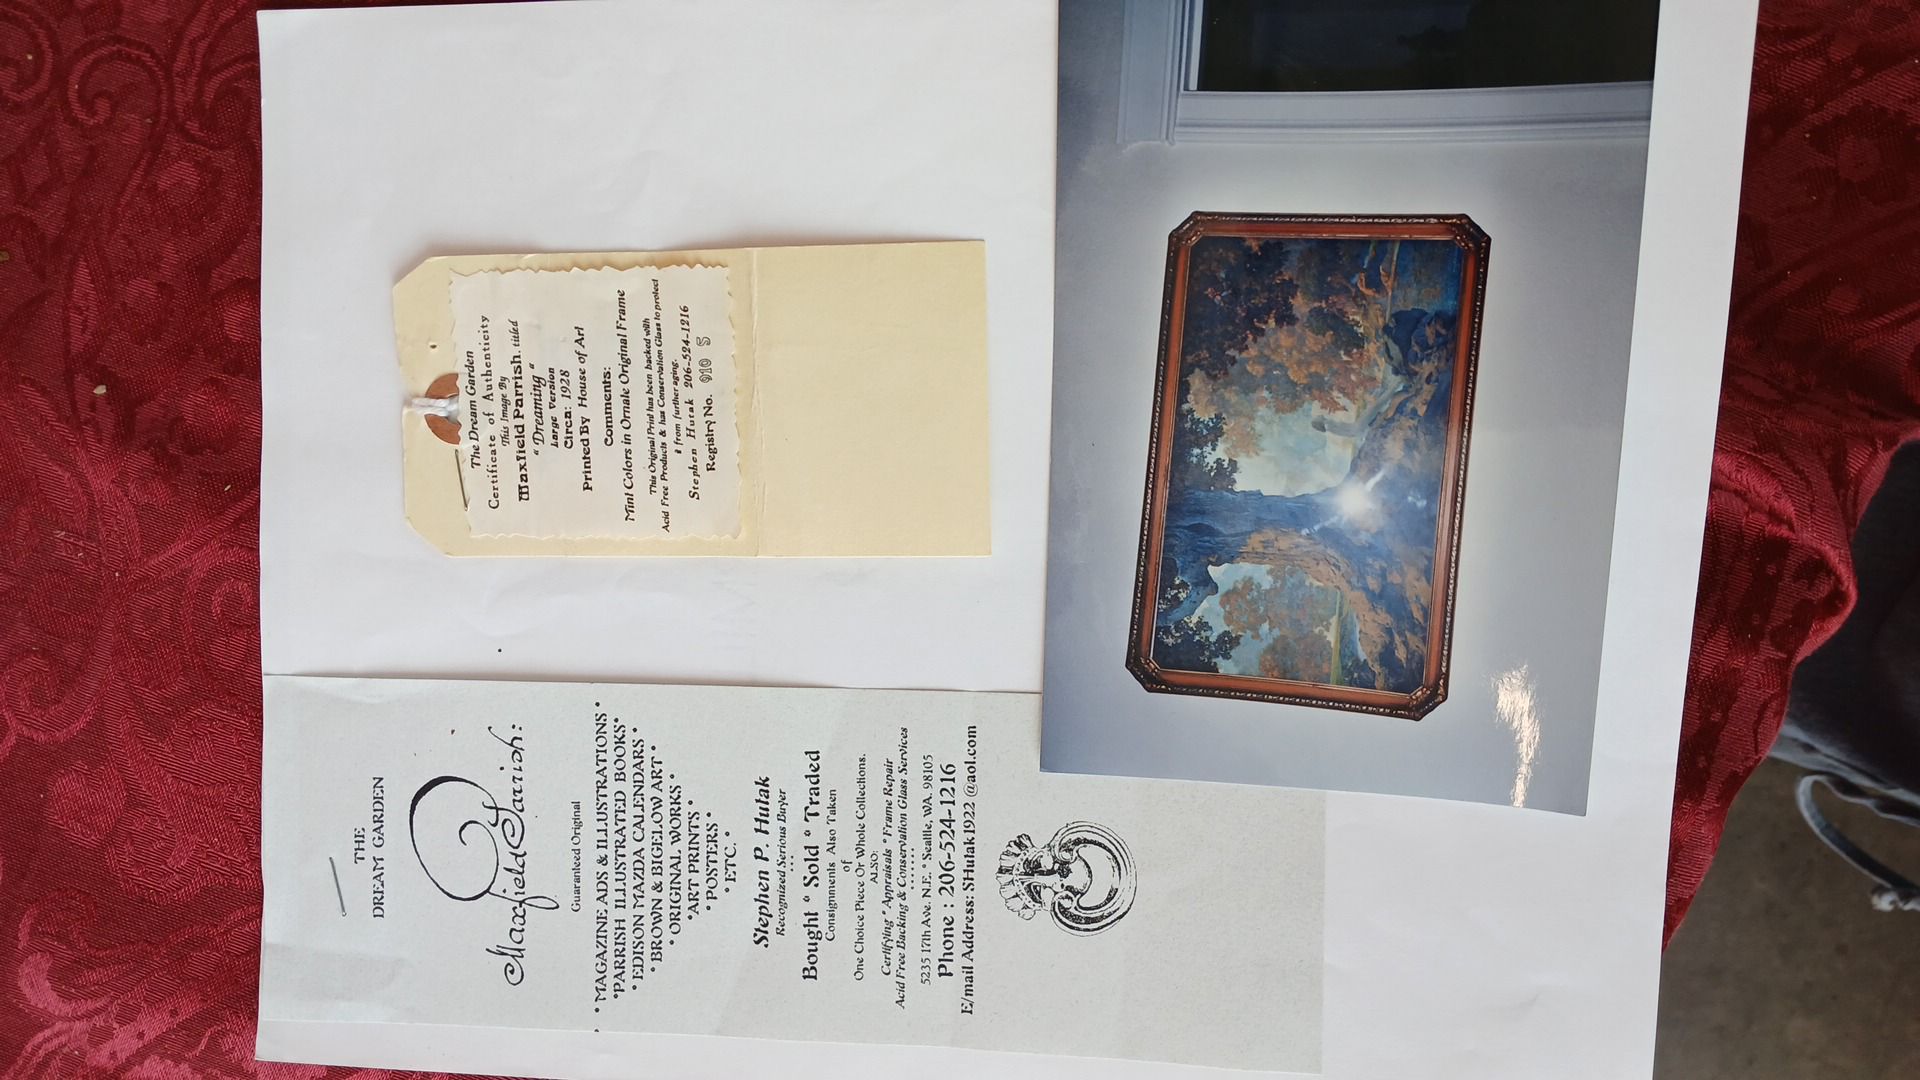 The Dream Garden
Certificate of Authenticity
This Image By
Maxfield Parrish, titled
" Dreaming "
Large Version
Circa: 1928
Printed By House of Art
Comments:
Mint Colors in Ornate Original Frame
This Original Print has been backed with
Acid Free Products & has Conservation Glass to protect
it from further aging.
Stephen Hutak 206-524-1216
Registry No. 910 S
THE
DREAM GARDEN
Maxfield Parrish:
Guaranteed Original
• MAGAZINE ADS & ILLUSTRATIONS •
•PARRISH ILLUSTRATED BOOKS•
• EDISON MAZDA CALENDARS •
• BROWN & BIGELOW ART •
• ORIGINAL WORKS •
•ART PRINTS •
• POSTERS •
• ETC. •
Stephen P. Hutak
Recognized Serious Buyer
• • •
Bought * Sold * Traded
Consignments Also Taken
of
One Choice Piece Or Whole Collections.
ALSO:
Certifying * Appraisals * Frame Repair
Acid Free Backing & Conservation Glass Services
• • • • • •
5235 17th Ave. N.E. * Seattle, WA. 98105
Phone : 206-524-1216
E/mail Address: SHutak1922 @aol.com